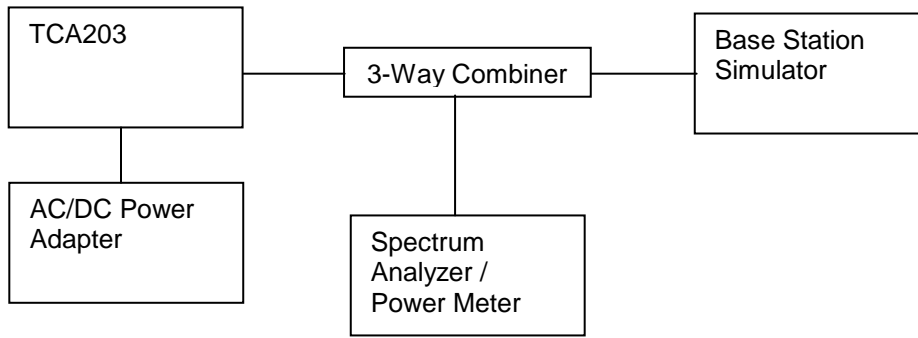 TCA203
3-Way Combiner
Base Station
Simulator
AC/DC Power
Adapter
Spectrum
Analyzer /
Power Meter